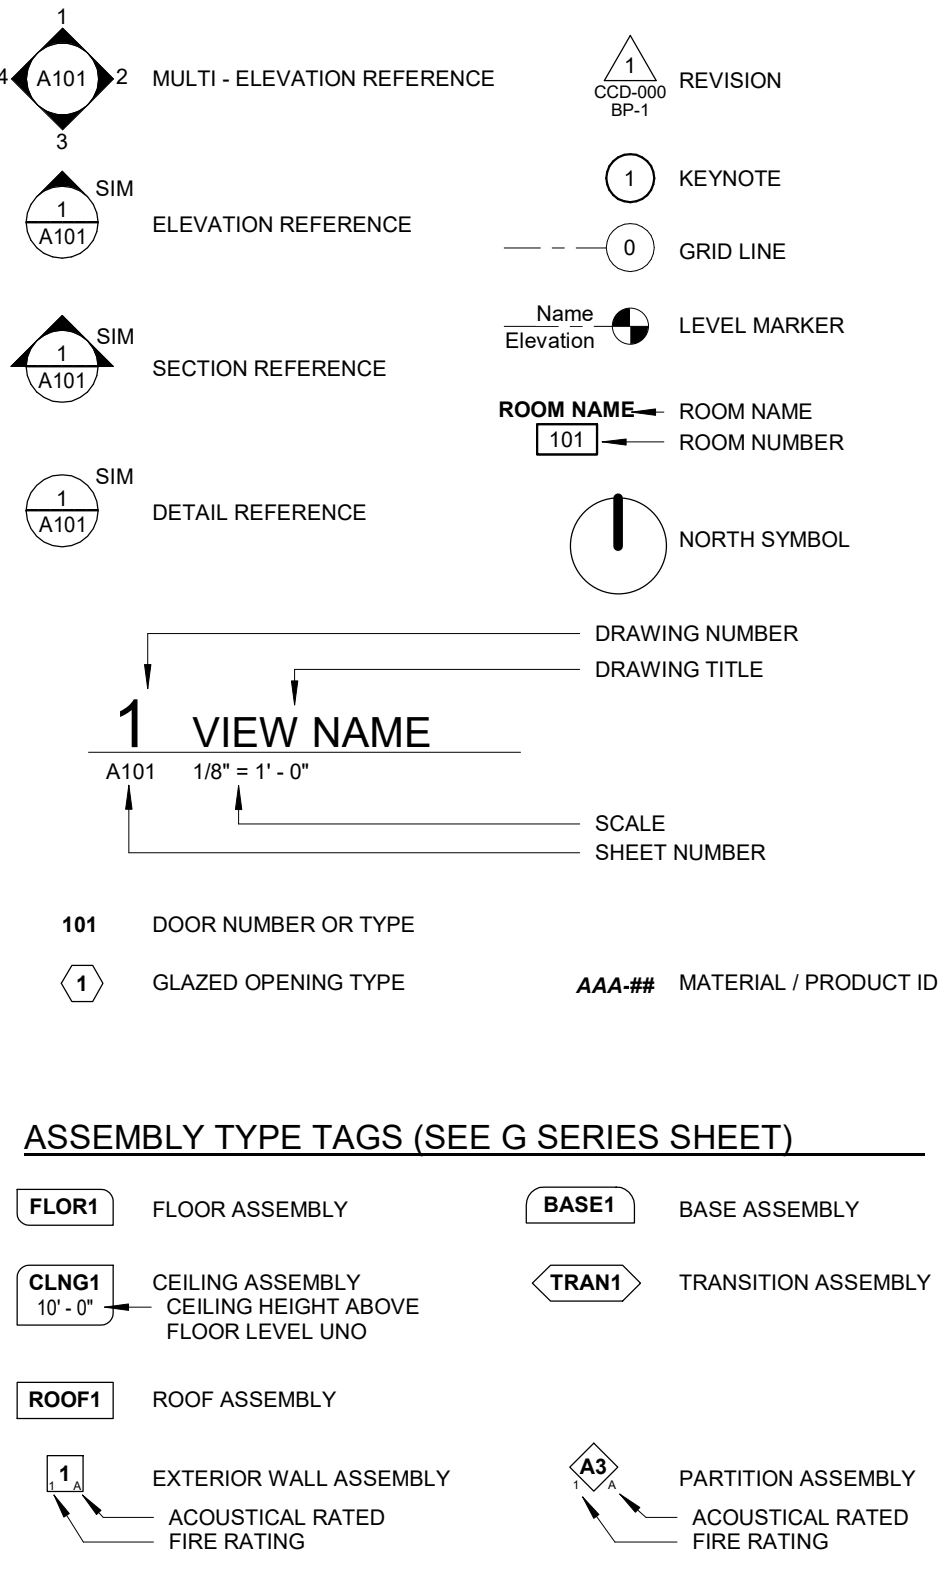 1
4 A101 2 MULTI - ELEVATION REFERENCE
3
1
CCD-000
BP-1
REVISION
SIM
1
A101
ELEVATION REFERENCE
1 KEYNOTE
0 GRID LINE
SIM
1
A101
SECTION REFERENCE
Name
Elevation
LEVEL MARKER
ROOM NAME ROOM NAME
101 ROOM NUMBER
SIM
1
A101
DETAIL REFERENCE
NORTH SYMBOL
DRAWING NUMBER
DRAWING TITLE
1 VIEW NAME
A101 1/8" = 1' - 0"
SCALE
SHEET NUMBER
101 DOOR NUMBER OR TYPE
1 GLAZED OPENING TYPE
AAA-## MATERIAL / PRODUCT ID
ASSEMBLY TYPE TAGS (SEE G SERIES SHEET)
FLOR1 FLOOR ASSEMBLY
BASE1 BASE ASSEMBLY
CLNG1 CEILING ASSEMBLY
10' - 0" CEILING HEIGHT ABOVE
FLOOR LEVEL UNO
TRAN1 TRANSITION ASSEMBLY
ROOF1 ROOF ASSEMBLY
1
1 A
EXTERIOR WALL ASSEMBLY
ACOUSTICAL RATED
FIRE RATING
A3
1 A
PARTITION ASSEMBLY
ACOUSTICAL RATED
FIRE RATING